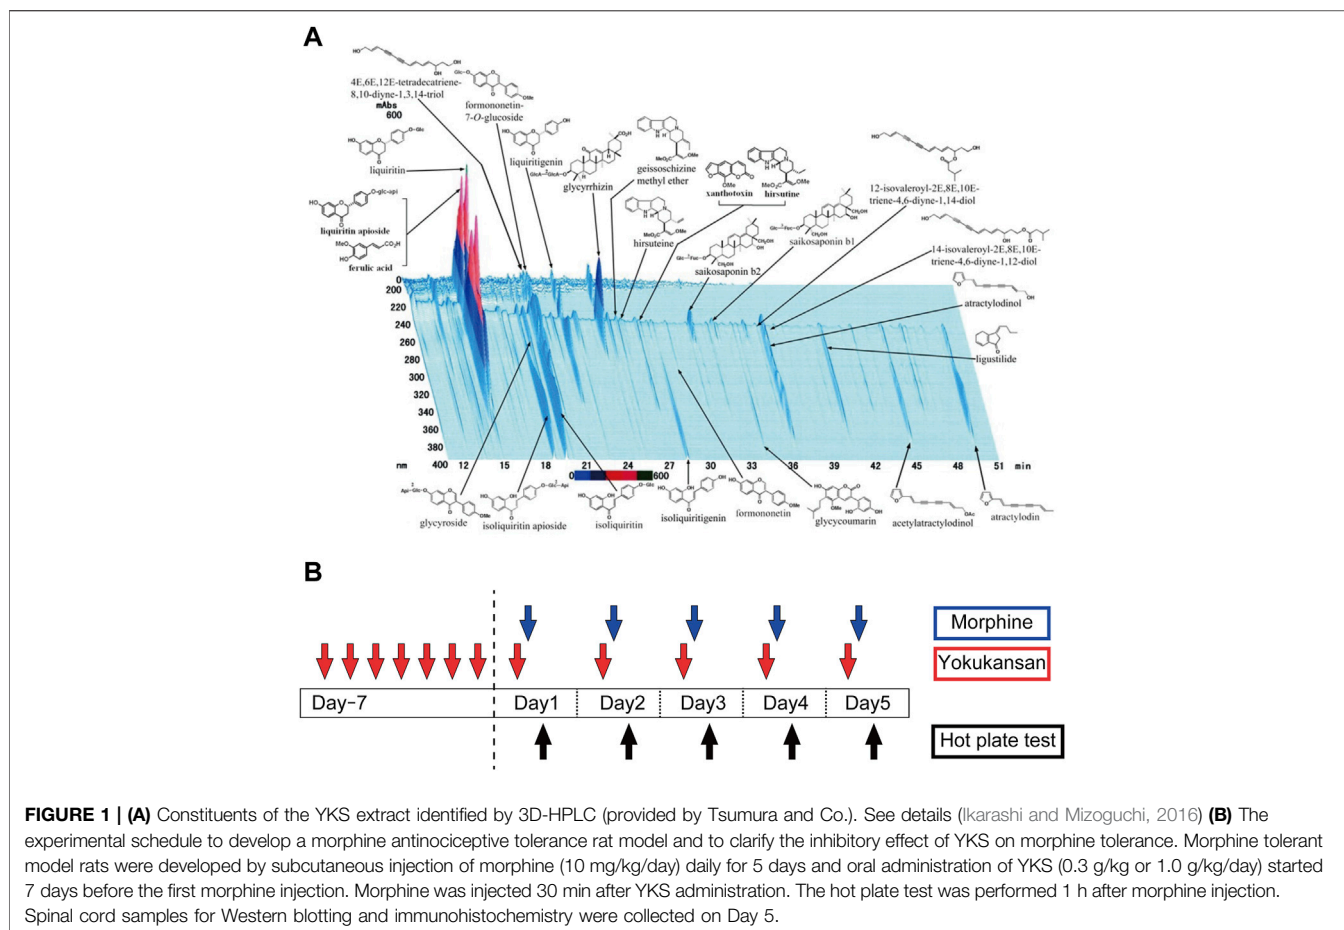 A
4E,6E,12E-tetradecatriene-
8,10-diyne-1,3,14-triol
mAbs
600
formononetin-
7-O-glucoside
liquiritin
liquiritigenin
glycyrrhizin
geissoschizine
methyl ether
xanthotoxin
hirsutine
hirsuteine
saikosaponin b1
saikosaponin b2
12-isovaleroyl-2E,8E,10E-
triene-4,6-diyne-1,14-diol
14-isovaleroyl-2E,8E,10E-
triene-4,6-diyne-1,12-diol
liquiritin apioside
ferulic acid
atractylodinol
ligustilide
0
200
220
240
260
280
300
320
340
360
380
nm
400
12
15
18
21
24
27
30
33
36
39
42
45
48
51
min
0
600
glycyroside
isoliquiritin apioside
isoliquiritin
isoliquiritigenin
formononetin
glycycoumarin
acetylatractylodinol
atractylodin
B
Morphine
Yokukansan
Day-7
Day1
Day2
Day3
Day4
Day5
Hot plate test
FIGURE 1 | (A) Constituents of the YKS extract identified by 3D-HPLC (provided by Tsumura and Co.). See details (Ikarashi and Mizoguchi, 2016) (B) The
experimental schedule to develop a morphine antinociceptive tolerance rat model and to clarify the inhibitory effect of YKS on morphine tolerance. Morphine tolerant
model rats were developed by subcutaneous injection of morphine (10 mg/kg/day) daily for 5 days and oral administration of YKS (0.3 g/kg or 1.0 g/kg/day) started
7 days before the first morphine injection. Morphine was injected 30 min after YKS administration. The hot plate test was performed 1 h after morphine injection.
Spinal cord samples for Western blotting and immunohistochemistry were collected on Day 5.